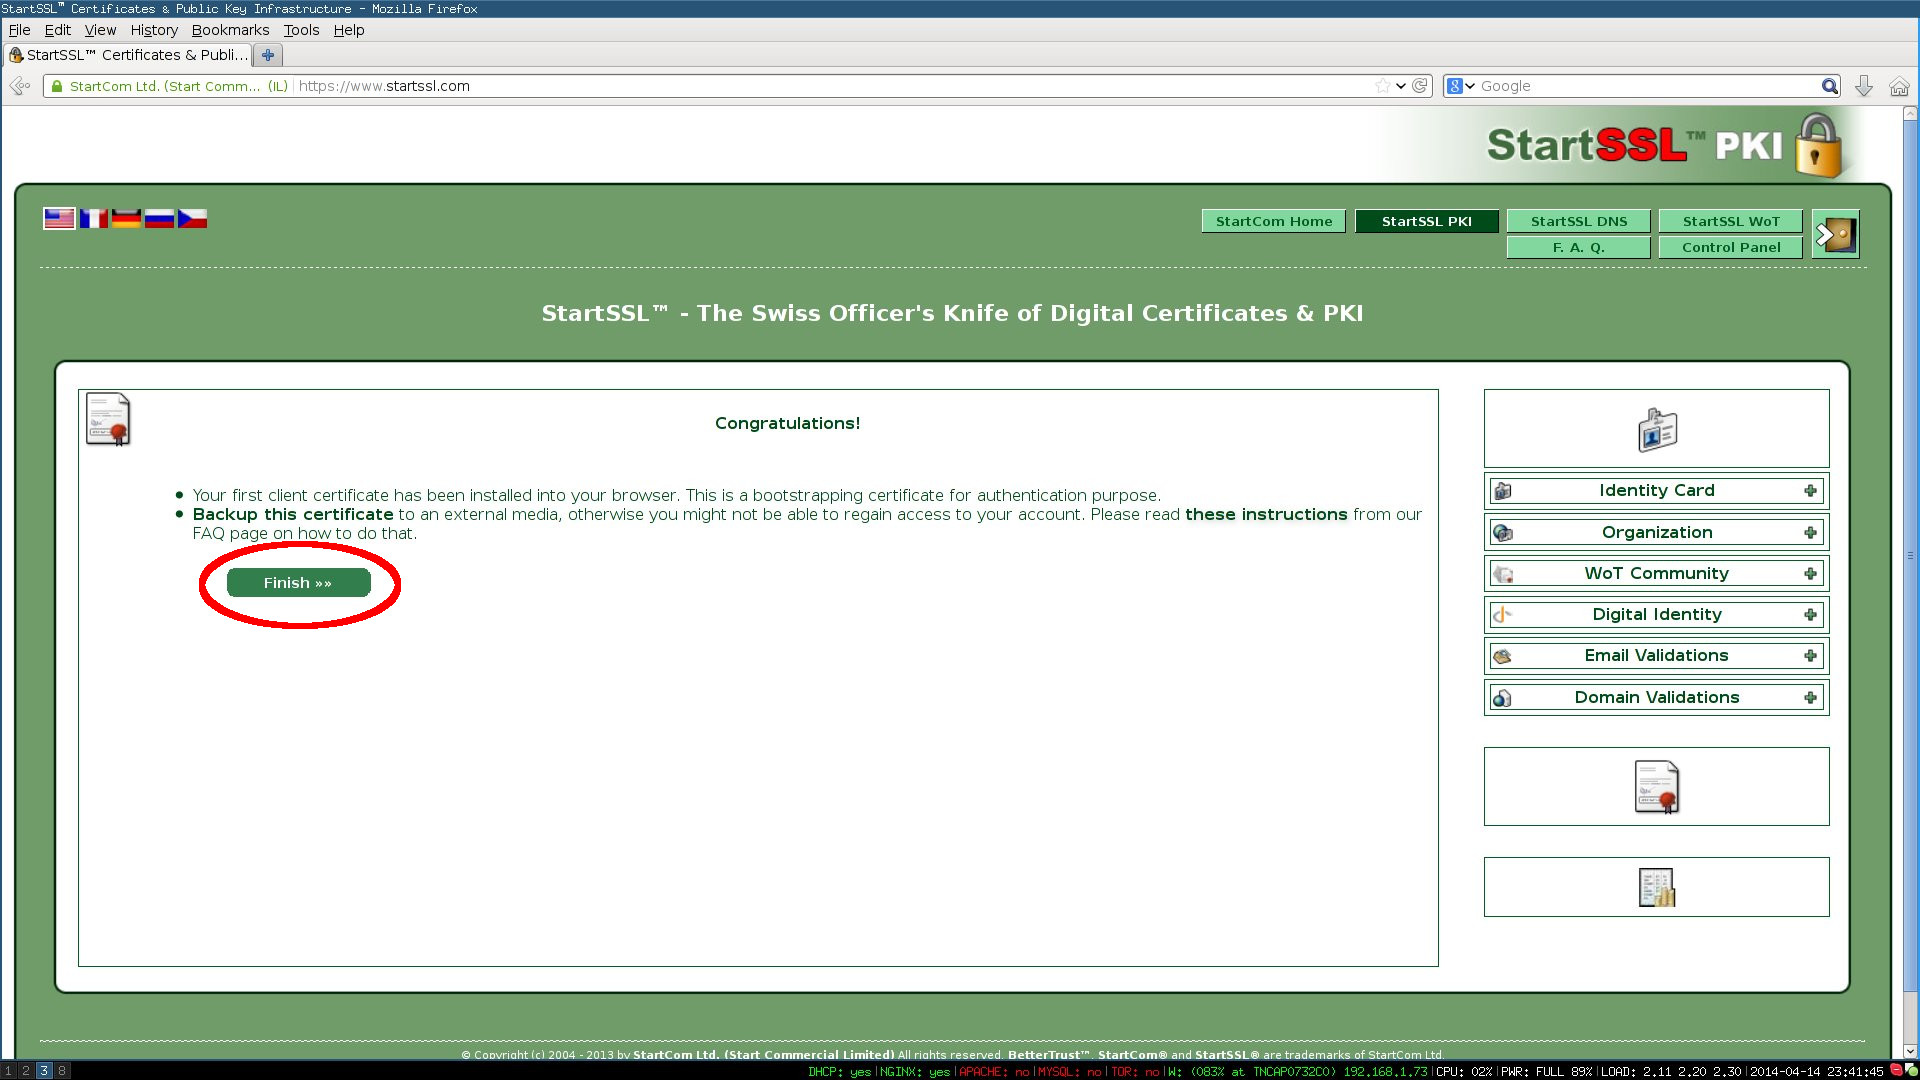 StartSSL™ Certificates & Public Key Infrastructure - Mozilla Firefox
File Edit View History Bookmarks Tools Help
StartSSL™ Certificates & Publi...
StartCom Ltd. (Start Comm... (IL) https://www.startssl.com
8 Google
StartSSL™ PKI
StartCom Home StartSSL PKI StartSSL DNS StartSSL WoT
F. A. Q. Control Panel
StartSSL™ - The Swiss Officer's Knife of Digital Certificates & PKI
Congratulations!
Your first client certificate has been installed into your browser. This is a bootstrapping certificate for authentication purpose.
Backup this certificate to an external media, otherwise you might not be able to regain access to your account. Please read these instructions from our
FAQ page on how to do that.
Finish »»
Identity Card
Organization
WoT Community
Digital Identity
Email Validations
Domain Validations
© Copyright (c) 2004 - 2013 by StartCom Ltd. (Start Commercial Limited) All rights reserved. BetterTrust™, StartCom® and StartSSL® are trademarks of StartCom Ltd.
1 2 3 8 DHCP: yes|NGINX: yes|APACHE: no|MYSQL: no|TOR: no|W: (083% at TNCAP0732C0) 192.168.1.73|CPU: 02%|PWR: FULL 89%|LOAD: 2.11 2.20 2.30|2014-04-14 23:41:45